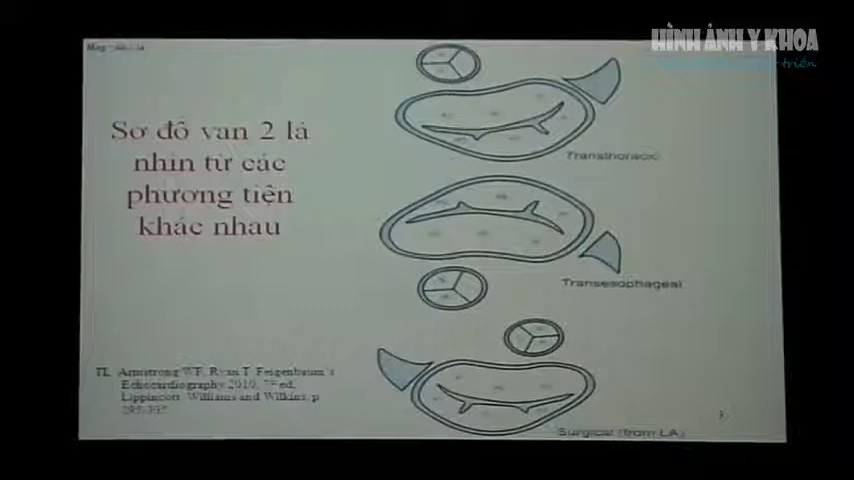 HÌNH ẢNH Y KHOA
Sơ đồ van 2 lá
nhìn từ các
phương tiện
khác nhau
Transthoracic
Transesophageal
Surgical (from LA)
TL. Armstrong WF, Ryan T. Feigenbaum's
Echocardiography 2010, 7th ed,
Lippincott Williams and Wilkins, p
3